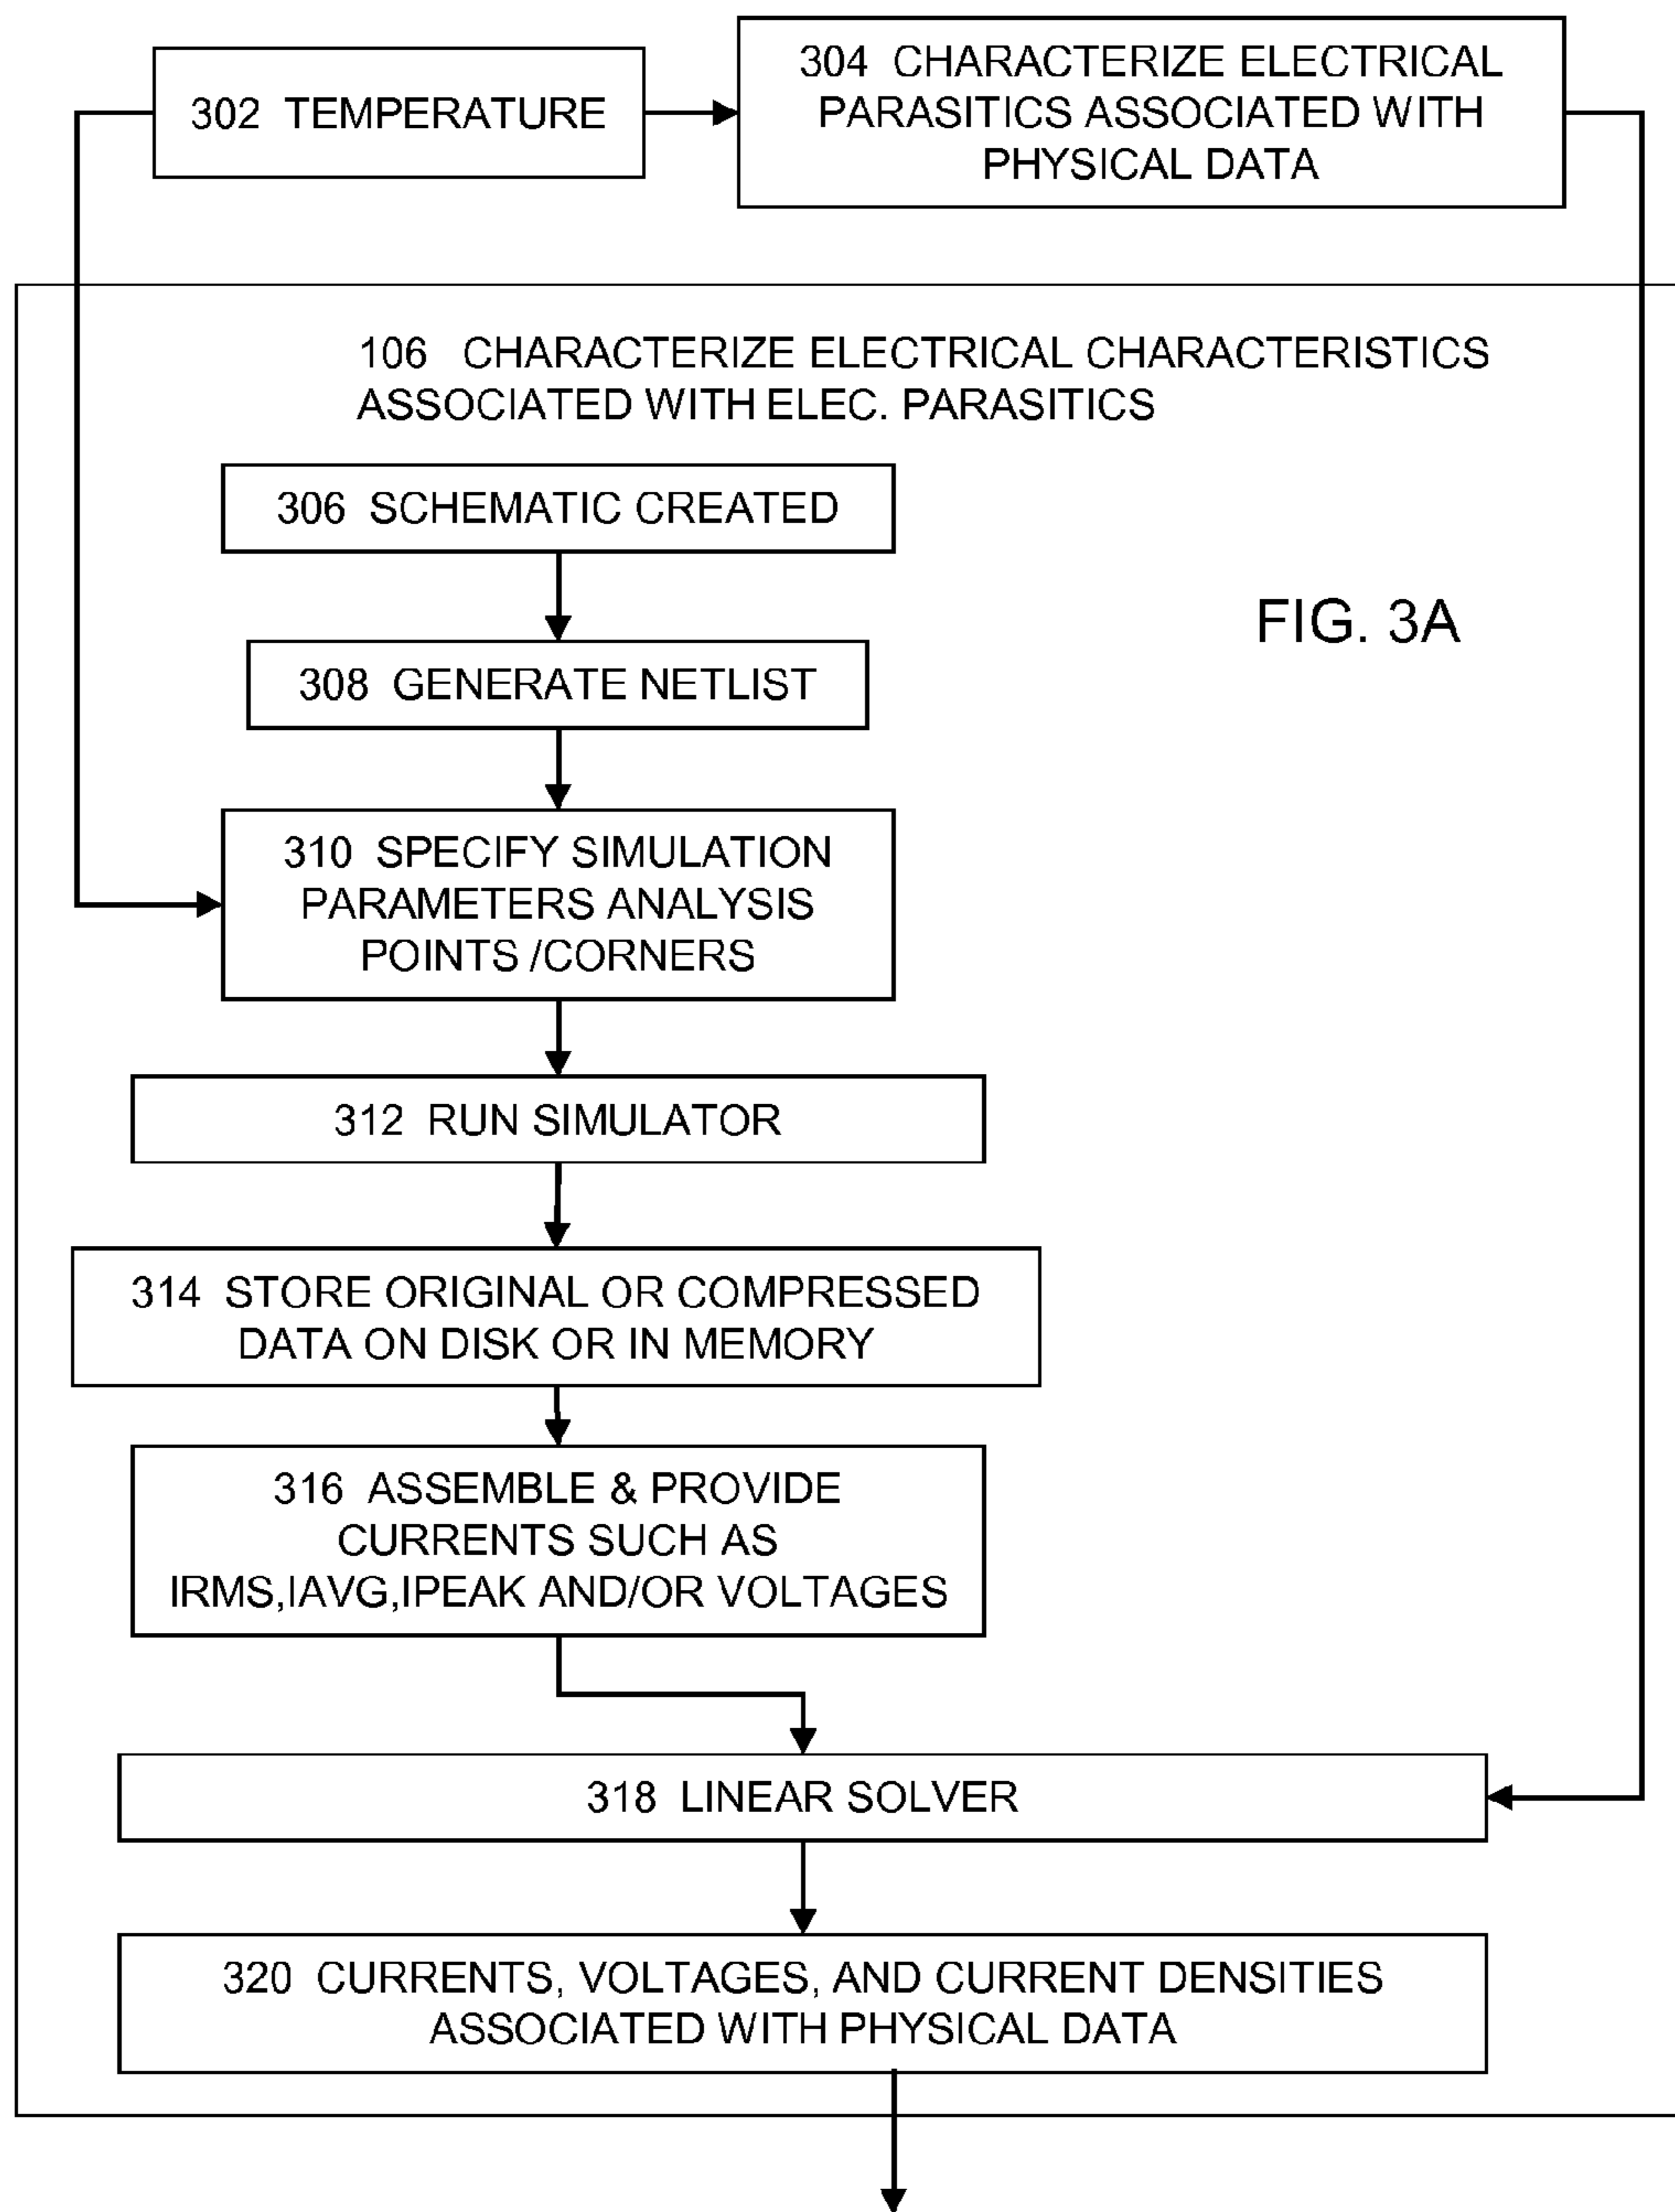 302 TEMPERATURE
304 CHARACTERIZE ELECTRICAL
PARASITICS ASSOCIATED WITH
PHYSICAL DATA
106 CHARACTERIZE ELECTRICAL CHARACTERISTICS
ASSOCIATED WITH ELEC. PARASITICS
306 SCHEMATIC CREATED
FIG. 3A
308 GENERATE NETLIST
310 SPECIFY SIMULATION
PARAMETERS ANALYSIS
POINTS /CORNERS
312 RUN SIMULATOR
314 STORE ORIGINAL OR COMPRESSED
DATA ON DISK OR IN MEMORY
316 ASSEMBLE & PROVIDE
CURRENTS SUCH AS
IRMS,IAVG,IPEAK AND/OR VOLTAGES
318 LINEAR SOLVER
320 CURRENTS, VOLTAGES, AND CURRENT DENSITIES
ASSOCIATED WITH PHYSICAL DATA